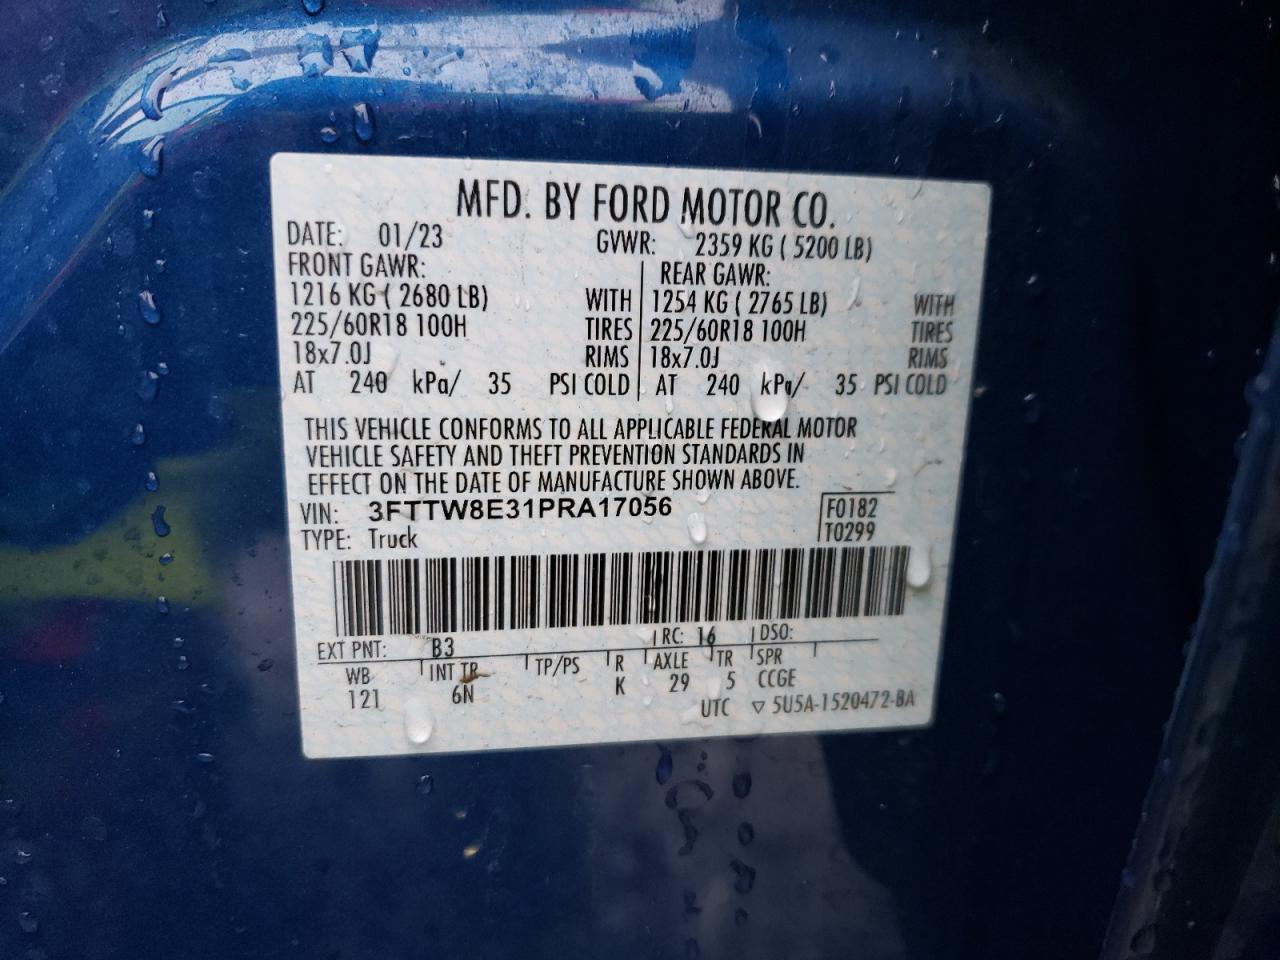 MFD. BY FORD MOTOR CO.
DATE: 01/23 GVWR: 2359 KG ( 5200 LB)
FRONT GAWR: REAR GAWR:
1216 KG ( 2680 LB) WITH 1254 KG ( 2765 LB) WITH
225/60R18 100H TIRES 225/60R18 100H TIRES
18x7.0J RIMS 18x7.0J RIMS
AT 240 kPa/ 35 PSI COLD AT 240 kPa/ 35 PSI COLD
THIS VEHICLE CONFORMS TO ALL APPLICABLE FEDERAL MOTOR
VEHICLE SAFETY AND THEFT PREVENTION STANDARDS IN
EFFECT ON THE DATE OF MANUFACTURE SHOWN ABOVE.
VIN: 3FTTW8E31PRA17056 F0182
TYPE: Truck T0299
EXT PNT: B3 RC: 16 DSO:
WB INT TR TP/PS R AXLE TR SPR
121 6N K 29 5 CCGE
UTC ▽ 5U5A-1520472-BA